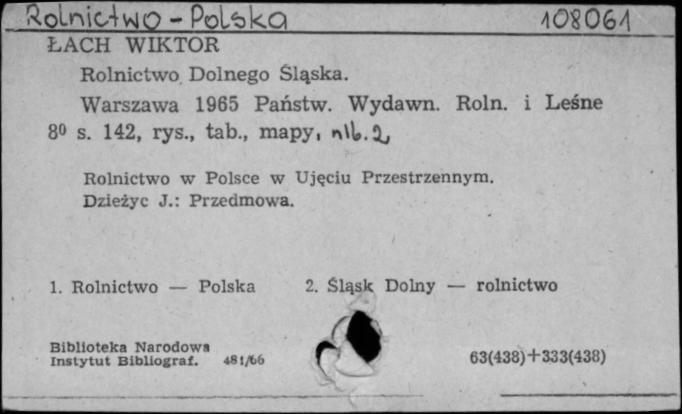 Rolnictwo - Polska 108061
ŁACH WIKTOR
Rolnictwo Dolnego Śląska.
Warszawa 1965 Państw. Wydawn. Roln. i Leśne
8⁰ s. 142, rys., tab., mapy, nlb. 2,
Rolnictwo w Polsce w Ujęciu Przestrzennym.
Dzieżyc J.: Przedmowa.
1. Rolnictwo — Polska 2. Śląsk Dolny — rolnictwo
Biblioteka Narodowa
Instytut Bibliograf. 481/66 63(438)+333(438)